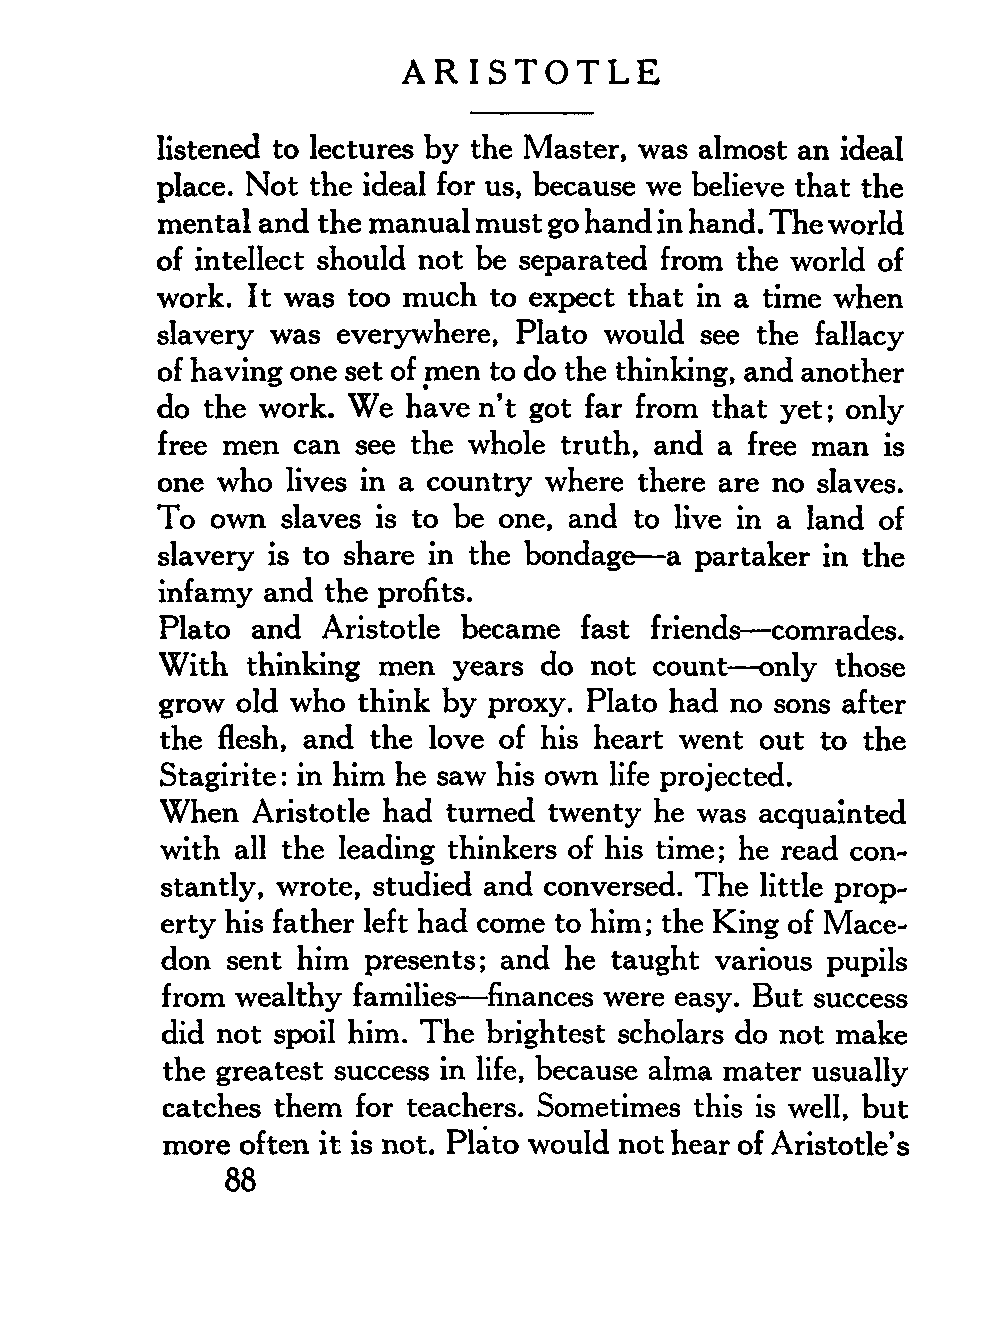 ARISTOTLE
listened to lectures by the Master, was almost an ideal
place. Not the ideal for us, because we believe that the
mental and the manual must go hand in hand. The world
of intellect should not be separated from the world of
work. It was too much to expect that in a time when
slavery was everywhere, Plato would see the fallacy
of having one set of men to do the thinking, and another
do the work. We have n't got far from that yet; only
free men can see the whole truth, and a free man is
one who lives in a country where there are no slaves.
To own slaves is to be one, and to live in a land of
slavery is to share in the bondage—a partaker in the
infamy and the profits.
Plato and Aristotle became fast friends—comrades.
With thinking men years do not count—only those
grow old who think by proxy. Plato had no sons after
the flesh, and the love of his heart went out to the
Stagirite: in him he saw his own life projected.
When Aristotle had turned twenty he was acquainted
with all the leading thinkers of his time; he read con-
stantly, wrote, studied and conversed. The little prop-
erty his father left had come to him; the King of Mace-
don sent him presents; and he taught various pupils
from wealthy families—finances were easy. But success
did not spoil him. The brightest scholars do not make
the greatest success in life, because alma mater usually
catches them for teachers. Sometimes this is well, but
more often it is not. Plato would not hear of Aristotle's
88